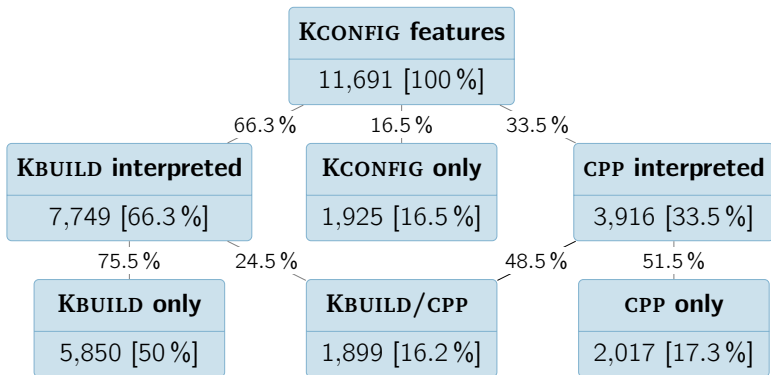 KCONFIG features
11,691 [100 %]
66.3 % 16.5 % 33.5 %
KBUILD interpreted KCONFIG only CPP interpreted
7,749 [66.3 %] 1,925 [16.5 %] 3,916 [33.5 %]
75.5 % 24.5 % 48.5 % 51.5 %
KBUILD only KBUILD/CPP CPP only
5,850 [50 %] 1,899 [16.2 %] 2,017 [17.3 %]